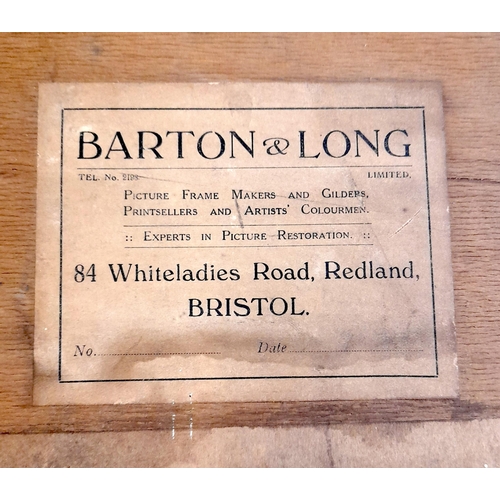 BARTON & LONG
TEL. No. 2198 LIMITED.
PICTURE FRAME MAKERS AND GILDERS,
PRINTSELLERS AND ARTISTS' COLOURMEN.
:: EXPERTS IN PICTURE RESTORATION. ::
84 Whiteladies Road, Redland,
BRISTOL.
No. Date